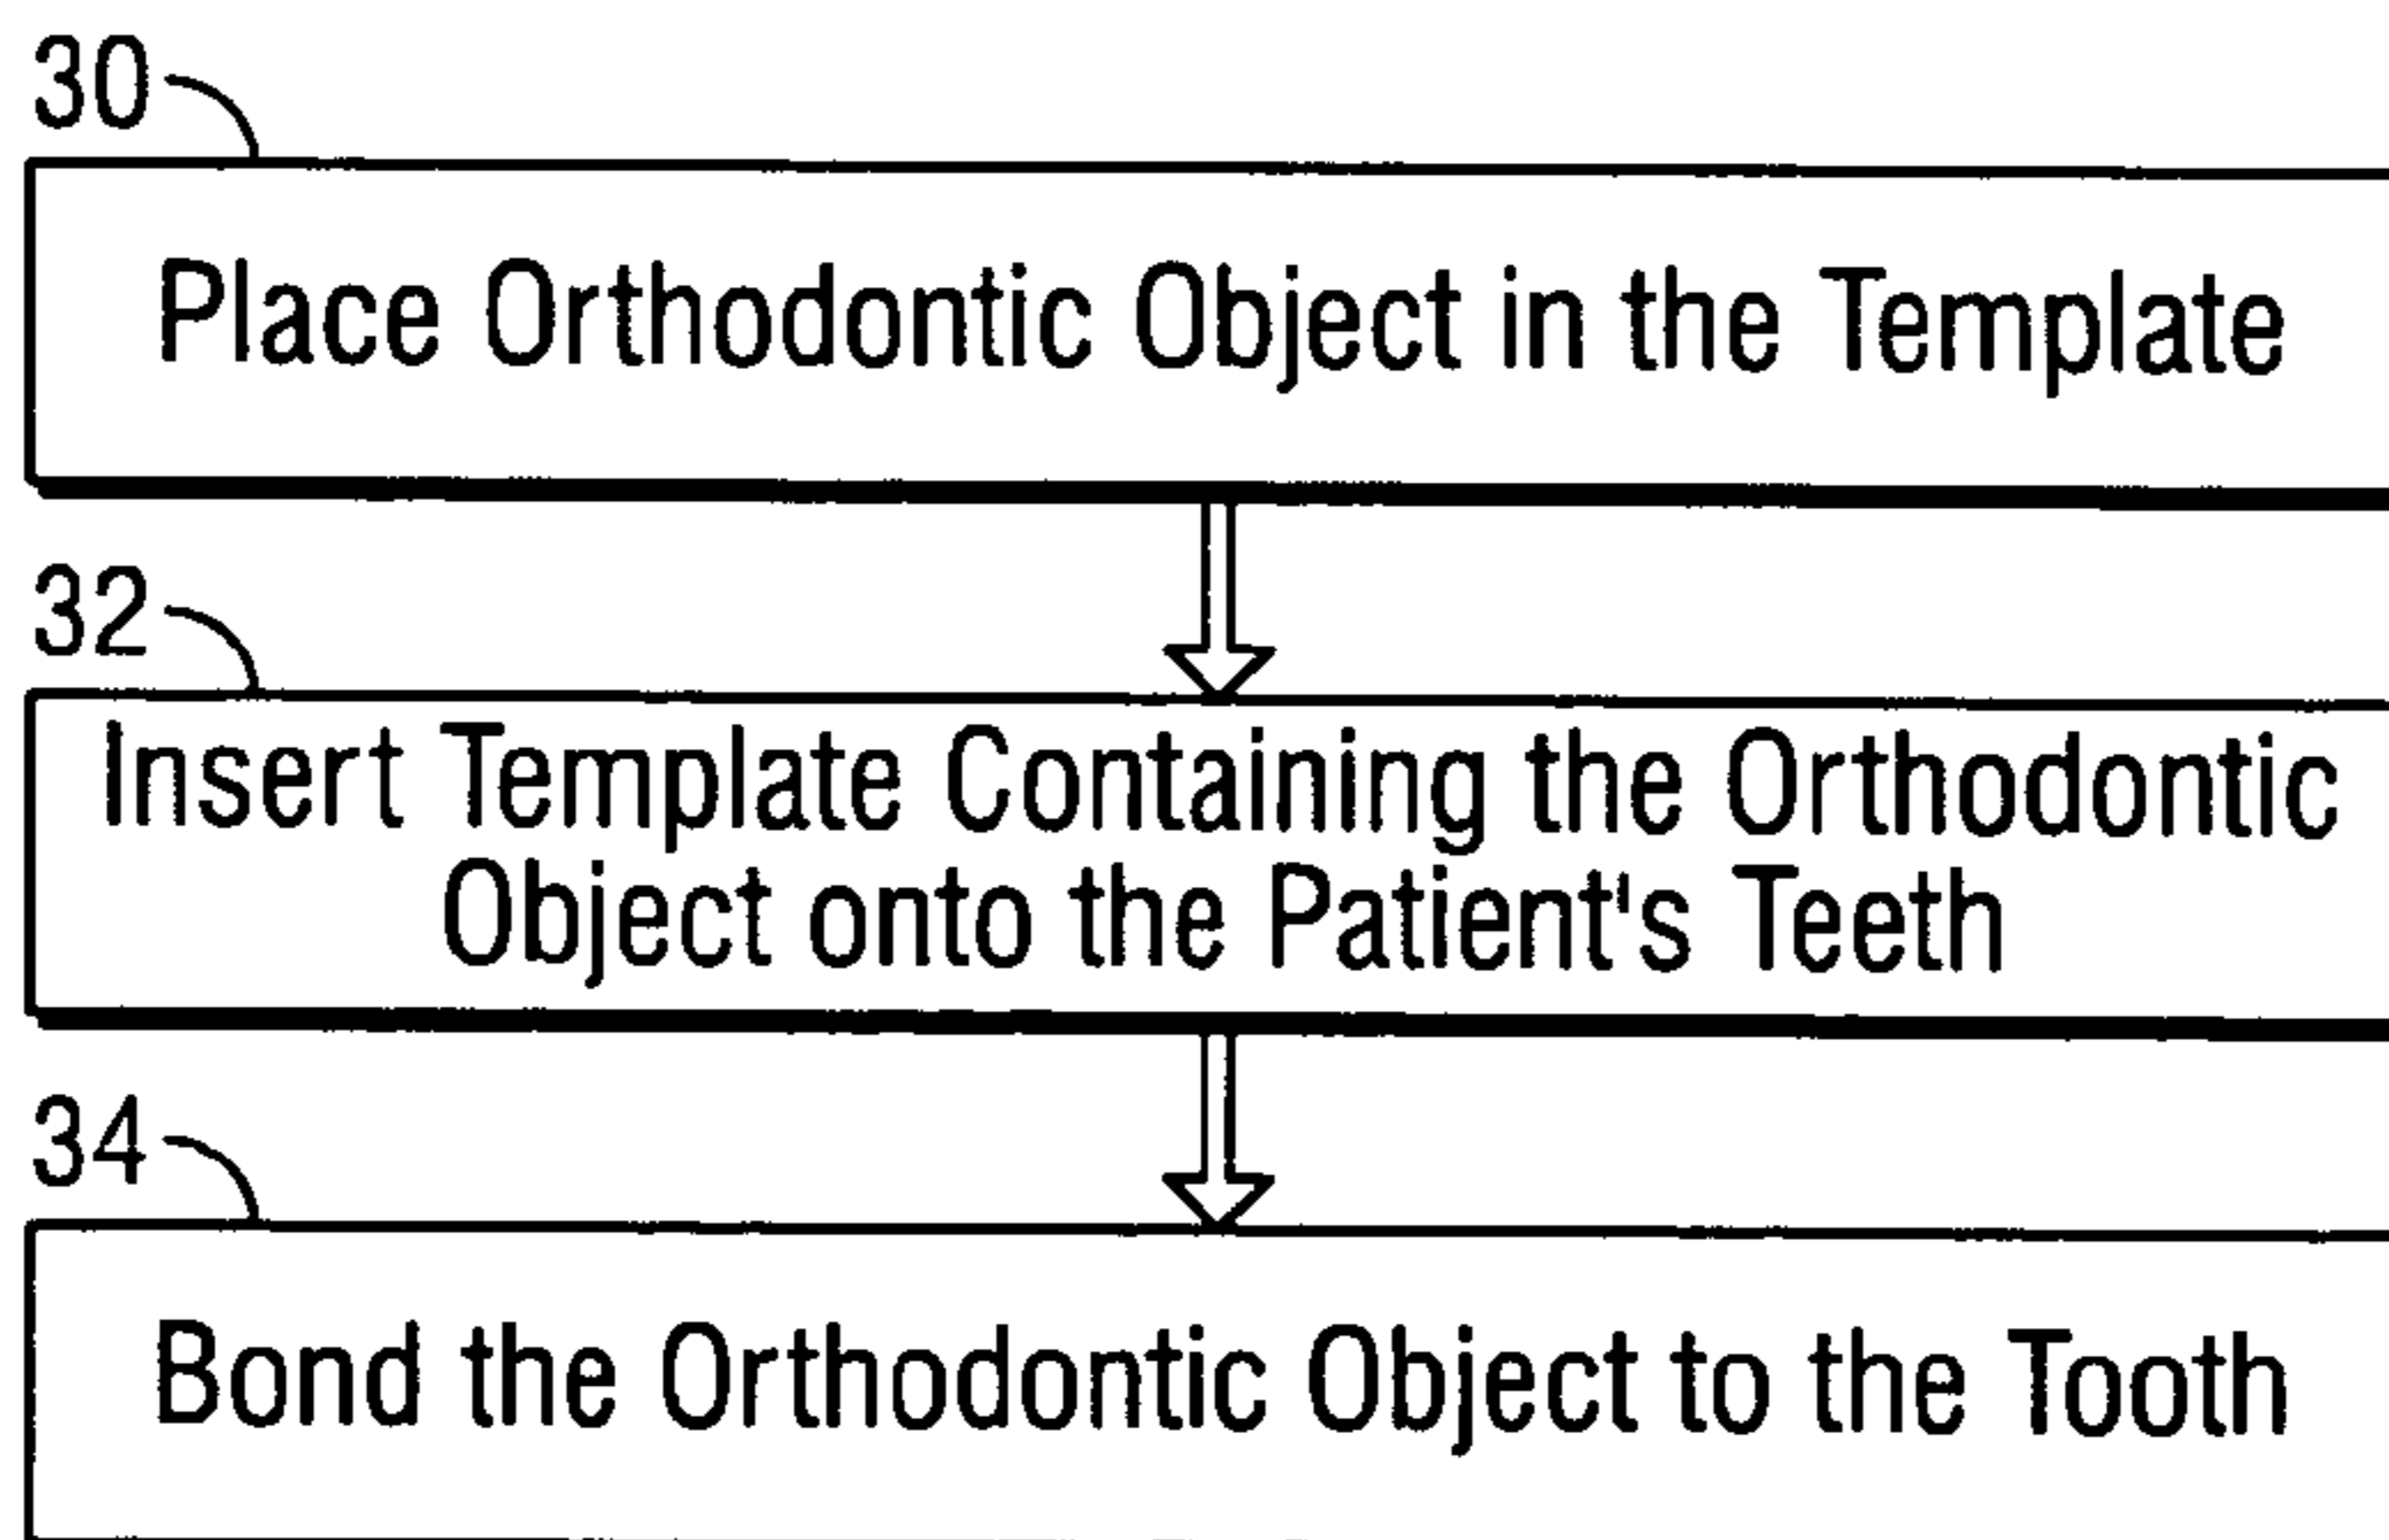 30
Place Orthodontic Object in the Template
32
Insert Template Containing the Orthodontic
Object onto the Patient's Teeth
34
Bond the Orthodontic Object to the Tooth